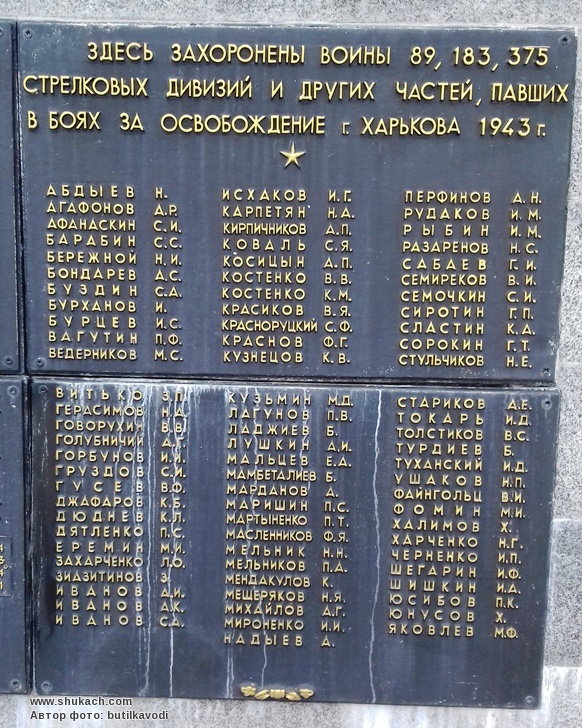 ЗДЕСЬ ЗАХОРОНЕНЫ ВОИНЫ 89, 183, 375
СТРЕЛКОВЫХ ДИВИЗИЙ И ДРУГИХ ЧАСТЕЙ, ПАВШИХ
В БОЯХ ЗА ОСВОБОЖДЕНИЕ г. ХАРЬКОВА 1943 г.
АБДЫЕВ Н.
АГАФОНОВ А.Р.
АФАНАСКИН С.И.
БАРАБИН С.С.
БЕРЕЖНОЙ Н.И.
БОНДАРЕВ А.С.
БУЗДИН С.А.
БУРХАНОВ И.
БУРЦЕВ И.С.
ВАГУТИН П.Ф.
ВЕДЕРНИКОВ М.С.
ИСХАКОВ И.Г.
КАРПЕТЯН Н.А.
КИРПИЧНИКОВ А.П.
КОВАЛЬ С.Я.
КОСИЦЫН А.П.
КОСТЕНКО В.В.
КОСТЕНКО К.М.
КРАСИКОВ В.Я.
КРАСНОРУЦКИЙ С.Ф.
КРАСНОВ Ф.Г.
КУЗНЕЦОВ К.В.
ПЕРФИНОВ А.Н.
РУДАКОВ И.М.
РЫБИН И.М.
РАЗАРЕНОВ Н.С.
САБАЕВ Г.И.
СЕМИРЕКОВ В.И.
СЕМОЧКИН С.И.
СИРОТИН Г.П.
СЛАСТИН К.А.
СОРОКИН Г.Т.
СТУЛЬЧИКОВ Н.Е.
ВИТЬКО З.П.
ГЕРАСИМОВ Н.А.
ГОВОРУХИН В.В.
ГОЛУБНИЧИЙ А.Г.
ГОРБУНОВ И.И.
ГРУЗДОВ С.И.
ГУСЕВ В.Ф.
ДЖАФАРОВ К.Б.
ДЮДНЕВ К.Л.
ДЯТЛЕНКО П.С.
ЕРЕМИН М.И.
ЗАХАРЧЕНКО Л.О.
ЗИАЗИТИНОВ З.
ИВАНОВ А.И.
ИВАНОВ А.К.
ИВАНОВ С.А.
КУЗЬМИН М.Д.
ЛАГУНОВ П.В.
ЛАДЖИЕВ Б.
ЛУШКИН А.И.
МАЛЬЦЕВ Е.А.
МАМБЕТАЛИЕВ Б.
МАРДАНОВ А.
МАРИШИН П.С.
МАРТЫНЕНКО П.Т.
МАСЛЕННИКОВ Ф.Я.
МЕЛЬНИК Н.Н.
МЕЛЬНИКОВ П.А.
МЕНДАКУЛОВ К.
МЕЩЕРЯКОВ Н.Я.
МИХАЙЛОВ А.Г.
МИРОНЕНКО И.И.
НАДЫЕВ А.
СТАРИКОВ А.Е.
ТОКАРЬ И.Д.
ТОЛСТИКОВ В.С.
ТУРДИЕВ Б.
ТУХАНСКИЙ И.Д.
УШАКОВ Н.П.
ФАЙНГОЛЬЦ В.И.
ФОМИН М.И.
ХАЛИМОВ Х.
ХАРЧЕНКО Н.Г.
ЧЕРНЕНКО И.П.
ШЕГАРИН И.Ф.
ШИШКИН И.А.
ЮСИБОВ П.К.
ЮНУСОВ Х.
ЯКОВЛЕВ М.Ф.
www.shukach.com
Автор фото: butilkavodi